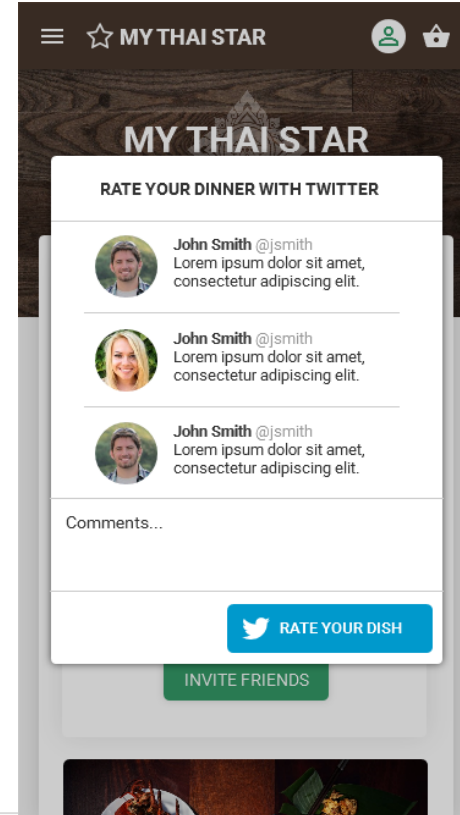 MY THAI STAR
MY THAI STAR
RATE YOUR DINNER WITH TWITTER
John Smith @jsmith
Lorem ipsum dolor sit amet,
consectetur adipiscing elit.
John Smith @jsmith
Lorem ipsum dolor sit amet,
consectetur adipiscing elit.
John Smith @jsmith
Lorem ipsum dolor sit amet,
consectetur adipiscing elit.
Comments...
RATE YOUR DISH
INVITE FRIENDS